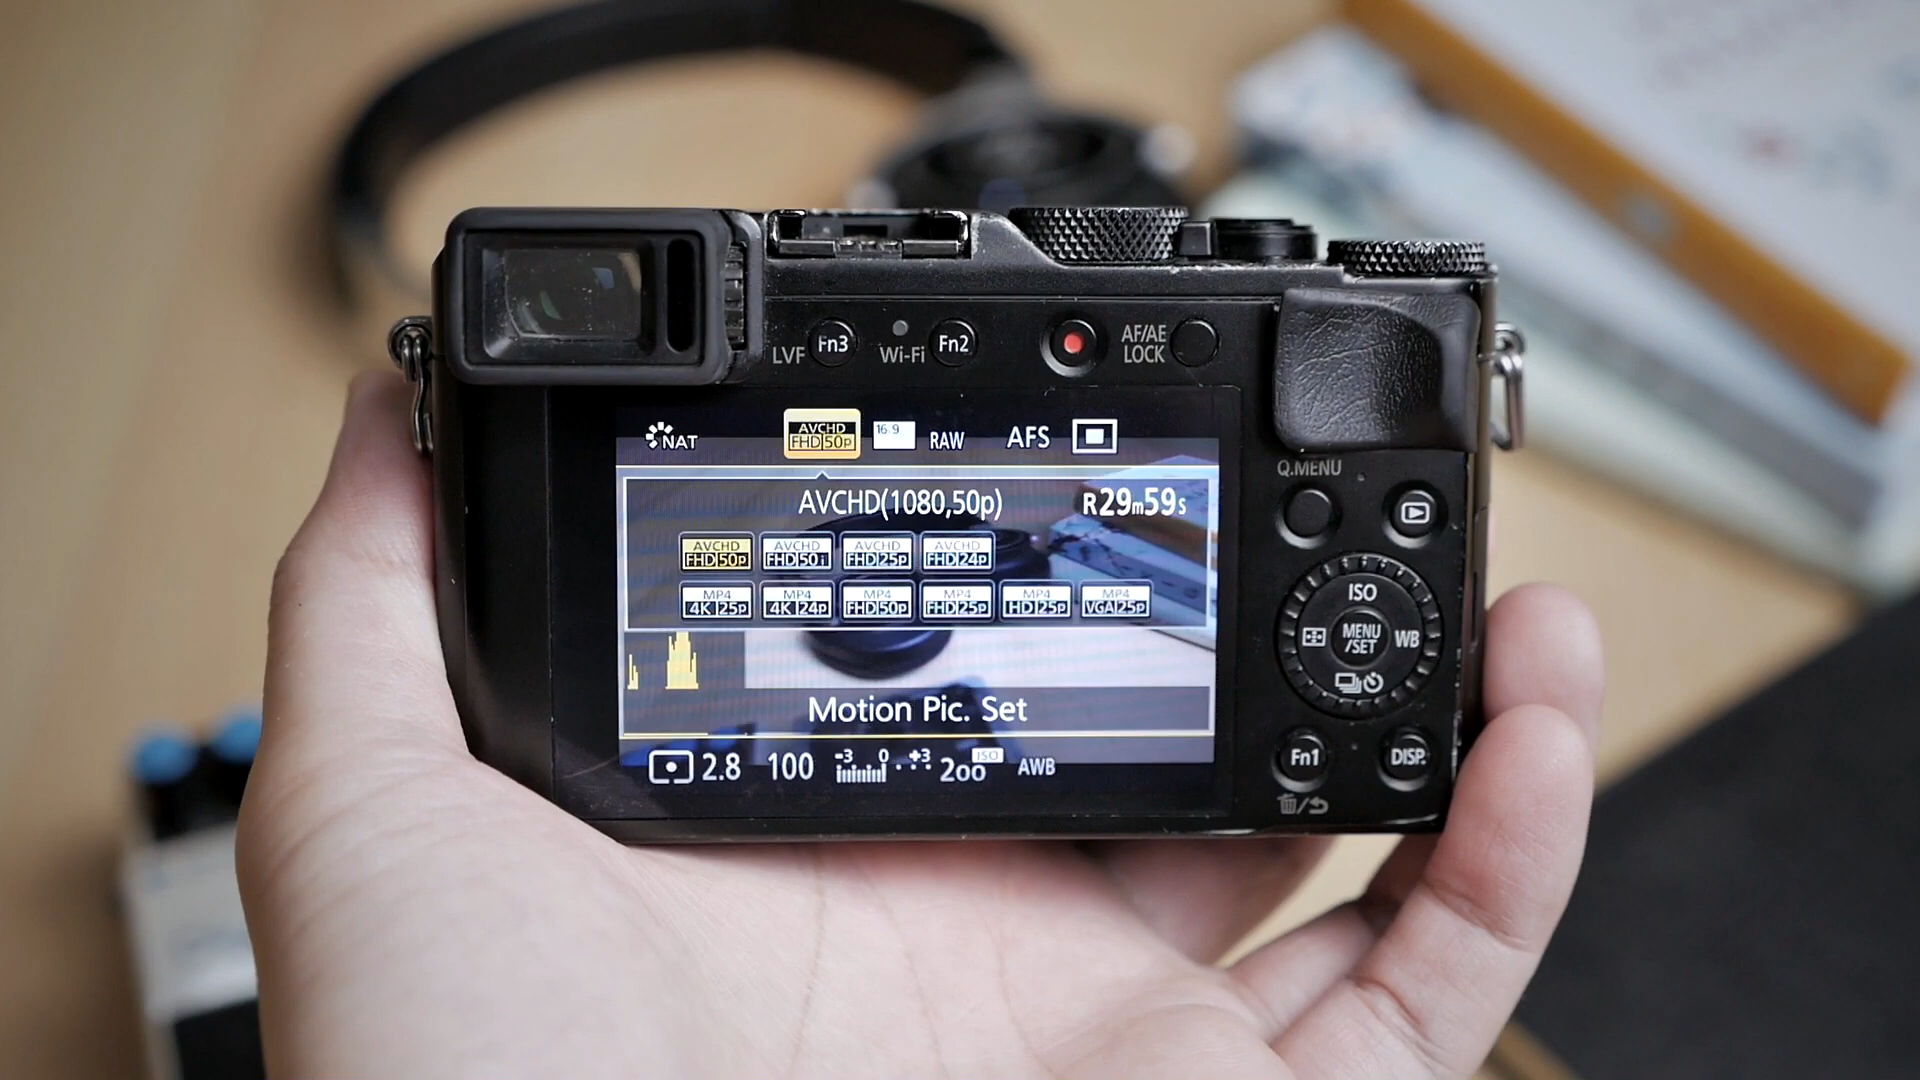 LVF Fn3 Wi-Fi Fn2 AF/AE LOCK
NAT AVCHD FHD 50p 16:9 RAW AFS
AVCHD(1080,50p) R29m59s
AVCHD FHD 50p AVCHD FHD 50i AVCHD FHD 25p AVCHD FHD 24p
MP4 4K 25p MP4 4K 24p MP4 FHD 50p MP4 FHD 25p MP4 HD 25p MP4 VGA 25p
Motion Pic. Set
2.8 100 -3 0 +3 200 ISO AWB
Q.MENU
ISO
MENU /SET
WB
Fn1 DISP.